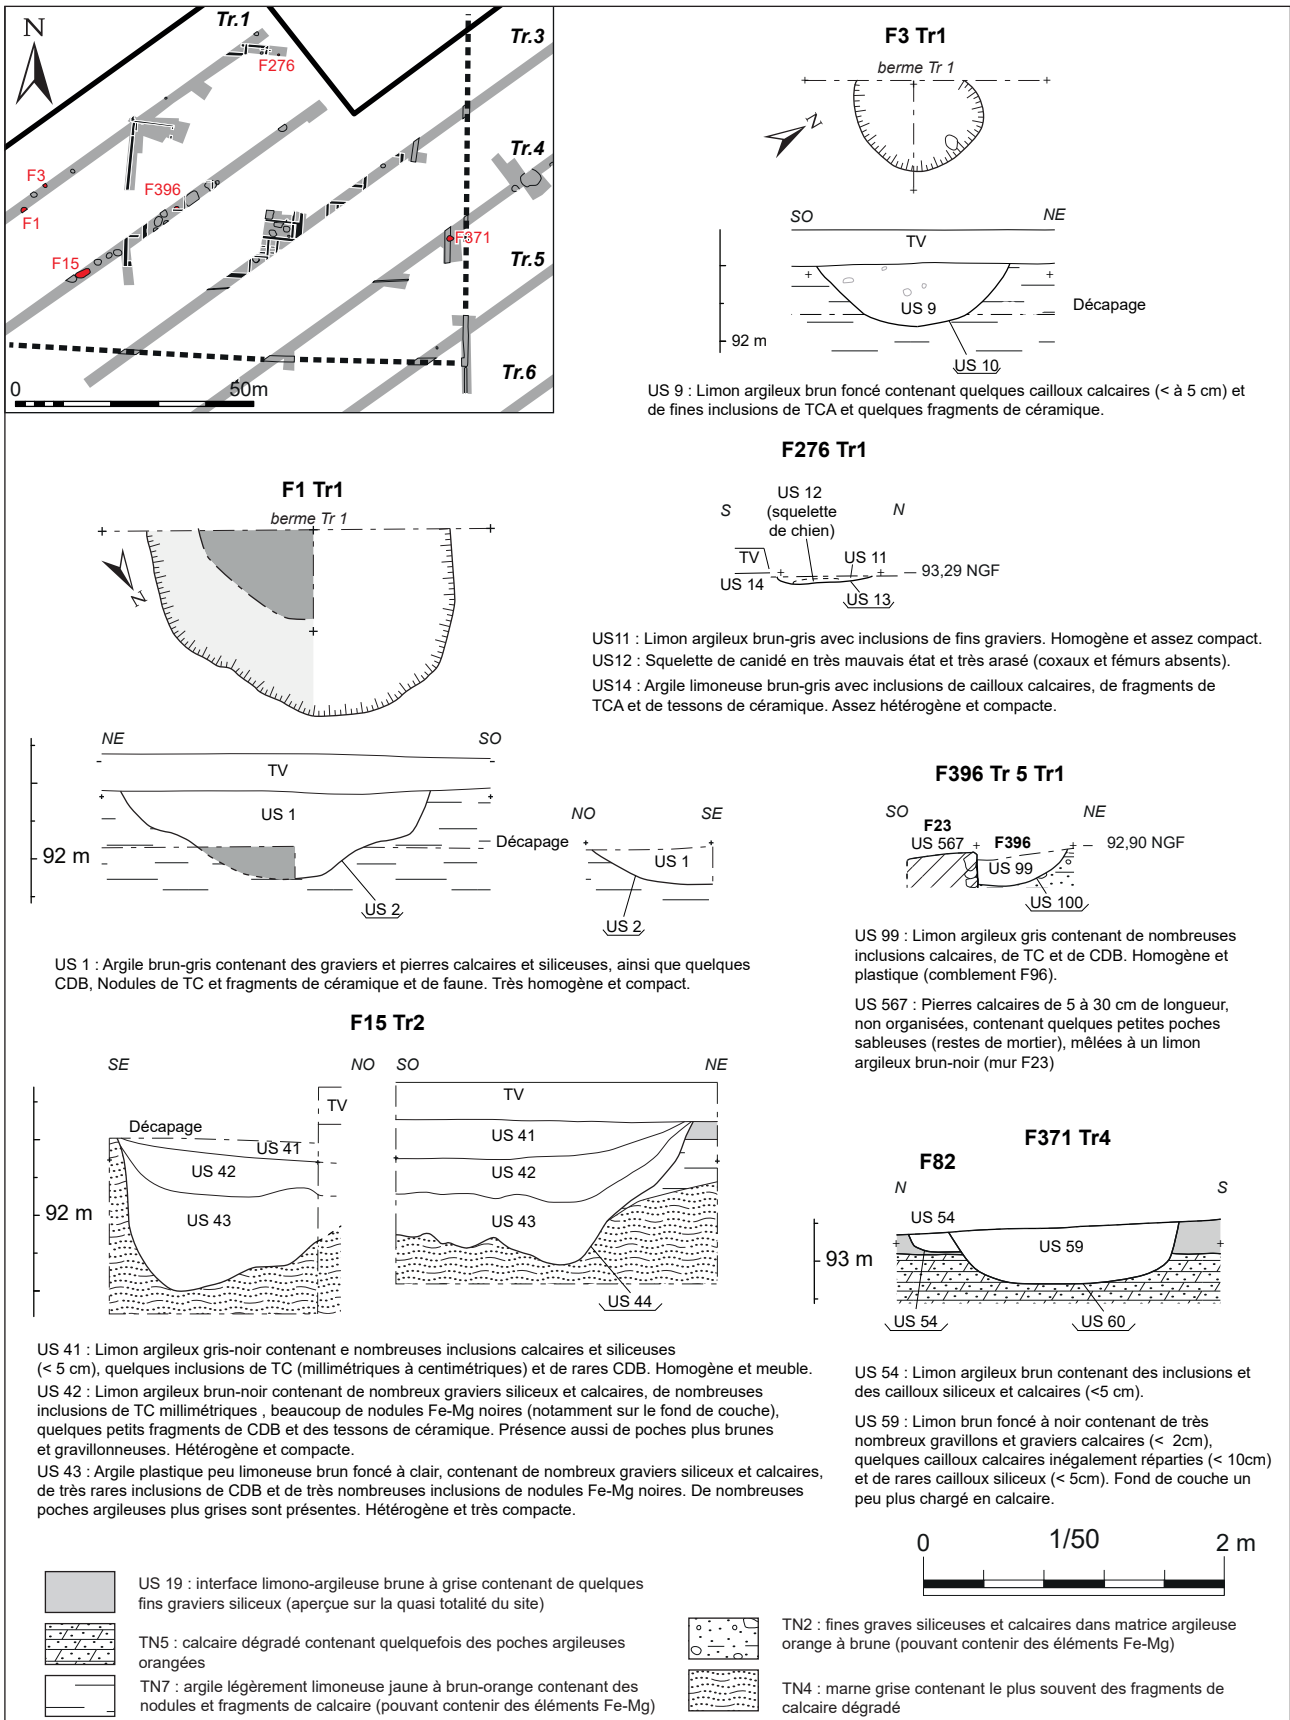 N
Tr.1
Tr.3
F276
Tr.4
F3
F396
F1
F371
F15
Tr.5
Tr.6
0
50m
F3 Tr1
berme Tr 1
N
SO
NE
TV
US 9
Décapage
92 m
US 10
US 9 : Limon argileux brun foncé contenant quelques cailloux calcaires (< à 5 cm) et
de fines inclusions de TCA et quelques fragments de céramique.
F276 Tr1
US 12
(squelette
de chien)
S
N
TV
US 11
93,29 NGF
US 14
US 13
US11 : Limon argileux brun-gris avec inclusions de fins graviers. Homogène et assez compact.
US12 : Squelette de canidé en très mauvais état et très arasé (coxaux et fémurs absents).
US14 : Argile limoneuse brun-gris avec inclusions de cailloux calcaires, de fragments de
TCA et de tessons de céramique. Assez hétérogène et compacte.
F1 Tr1
berme Tr 1
N
NE
SO
TV
US 1
Décapage
92 m
US 2
NO
SE
US 1
US 2
US 1 : Argile brun-gris contenant des graviers et pierres calcaires et siliceuses, ainsi que quelques
CDB, Nodules de TC et fragments de céramique et de faune. Très homogène et compact.
F396 Tr 5 Tr1
SO
NE
F23
US 567
F396
92,90 NGF
US 99
US 100
US 99 : Limon argileux gris contenant de nombreuses
inclusions calcaires, de TC et de CDB. Homogène et
plastique (comblement F96).
US 567 : Pierres calcaires de 5 à 30 cm de longueur,
non organisées, contenant quelques petites poches
sableuses (restes de mortier), mêlées à un limon
argileux brun-noir (mur F23)
F15 Tr2
SE
NO
SO
NE
TV
TV
Décapage
US 41
US 41
US 42
US 42
92 m
US 43
US 43
US 44
US 41 : Limon argileux gris-noir contenant e nombreuses inclusions calcaires et siliceuses
(< 5 cm), quelques inclusions de TC (millimétriques à centimétriques) et de rares CDB. Homogène et meuble.
US 42 : Limon argileux brun-noir contenant de nombreux graviers siliceux et calcaires, de nombreuses
inclusions de TC millimétriques , beaucoup de nodules Fe-Mg noires (notamment sur le fond de couche),
quelques petits fragments de CDB et des tessons de céramique. Présence aussi de poches plus brunes
et gravillonneuses. Hétérogène et compacte.
US 43 : Argile plastique peu limoneuse brun foncé à clair, contenant de nombreux graviers siliceux et calcaires,
de très rares inclusions de CDB et de très nombreuses inclusions de nodules Fe-Mg noires. De nombreuses
poches argileuses plus grises sont présentes. Hétérogène et très compacte.
F371 Tr4
F82
N
S
US 54
US 59
93 m
US 54
US 60
US 54 : Limon argileux brun contenant des inclusions et
des cailloux siliceux et calcaires (<5 cm).
US 59 : Limon brun foncé à noir contenant de très
nombreux gravillons et graviers calcaires (< 2cm),
quelques cailloux calcaires inégalement réparties (< 10cm)
et de rares cailloux siliceux (< 5cm). Fond de couche un
peu plus chargé en calcaire.
0
1/50
2 m
US 19 : interface limono-argileuse brune à grise contenant de quelques
fins graviers siliceux (aperçue sur la quasi totalité du site)
TN5 : calcaire dégradé contenant quelquefois des poches argileuses
orangées
TN7 : argile légèrement limoneuse jaune à brun-orange contenant des
nodules et fragments de calcaire (pouvant contenir des éléments Fe-Mg)
TN2 : fines graves siliceuses et calcaires dans matrice argileuse
orange à brune (pouvant contenir des éléments Fe-Mg)
TN4 : marne grise contenant le plus souvent des fragments de
calcaire dégradé